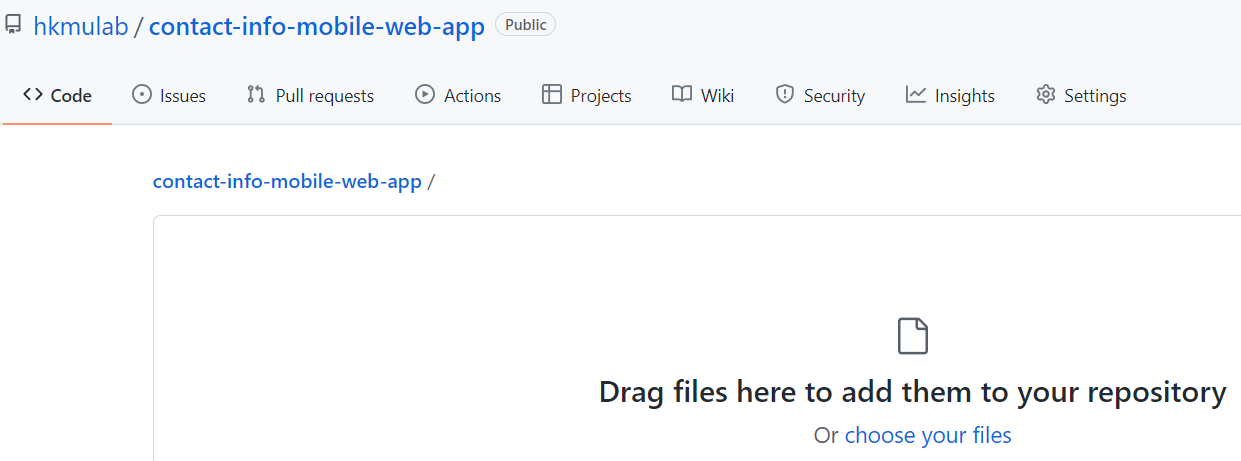 hkmulab / contact-info-mobile-web-app Public
Code Issues Pull requests Actions Projects Wiki Security Insights Settings
contact-info-mobile-web-app /
Drag files here to add them to your repository
Or choose your files